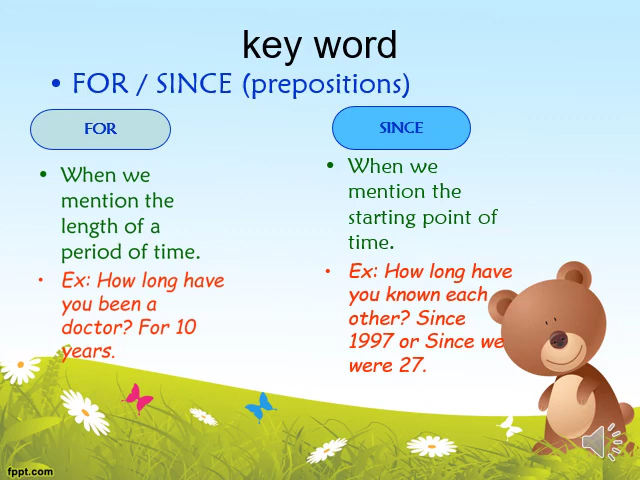 key word
• FOR / SINCE (prepositions)
FOR
• When we
mention the
length of a
period of time.
• Ex: How long have
you been a
doctor? For 10
years.
SINCE
• When we
mention the
starting point of
time.
• Ex: How long have
you known each
other? Since
1997 or Since we
were 27.
fppt.com